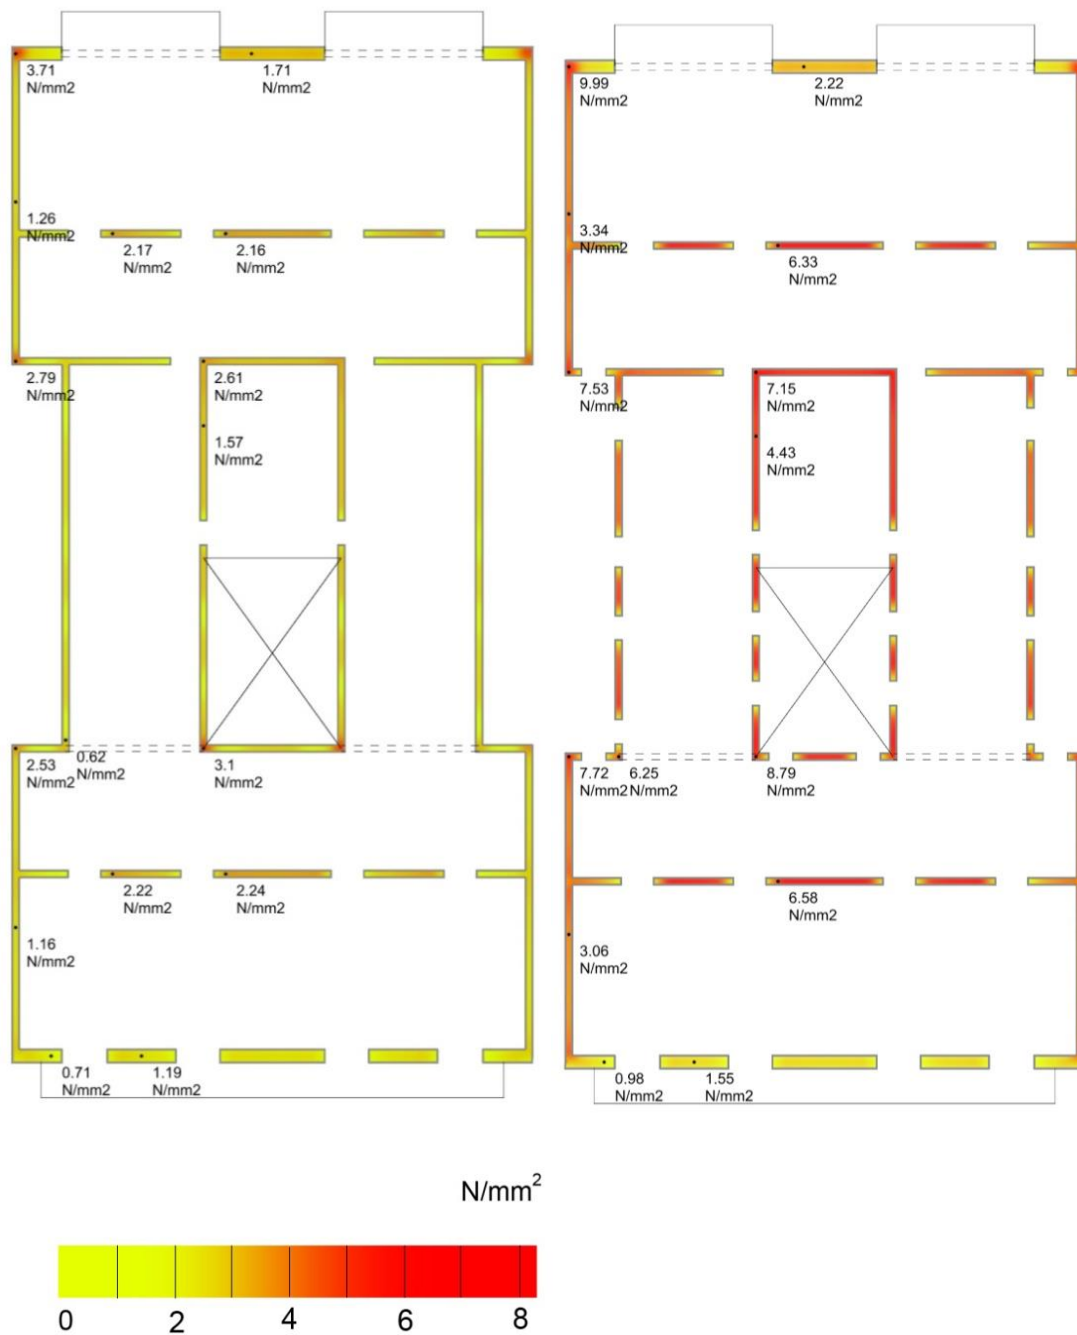 3.71
N/mm2
1.71
N/mm2
1.26
N/mm2
2.17
N/mm2
2.16
N/mm2
2.79
N/mm2
2.61
N/mm2
1.57
N/mm2
2.53
N/mm2
0.62
N/mm2
3.1
N/mm2
2.22
N/mm2
2.24
N/mm2
1.16
N/mm2
0.71
N/mm2
1.19
N/mm2
9.99
N/mm2
2.22
N/mm2
3.34
N/mm2
6.33
N/mm2
7.53
N/mm2
7.15
N/mm2
4.43
N/mm2
7.72
N/mm2
6.25
N/mm2
8.79
N/mm2
6.58
N/mm2
3.06
N/mm2
0.98
N/mm2
1.55
N/mm2
N/mm²
0 2 4 6 8